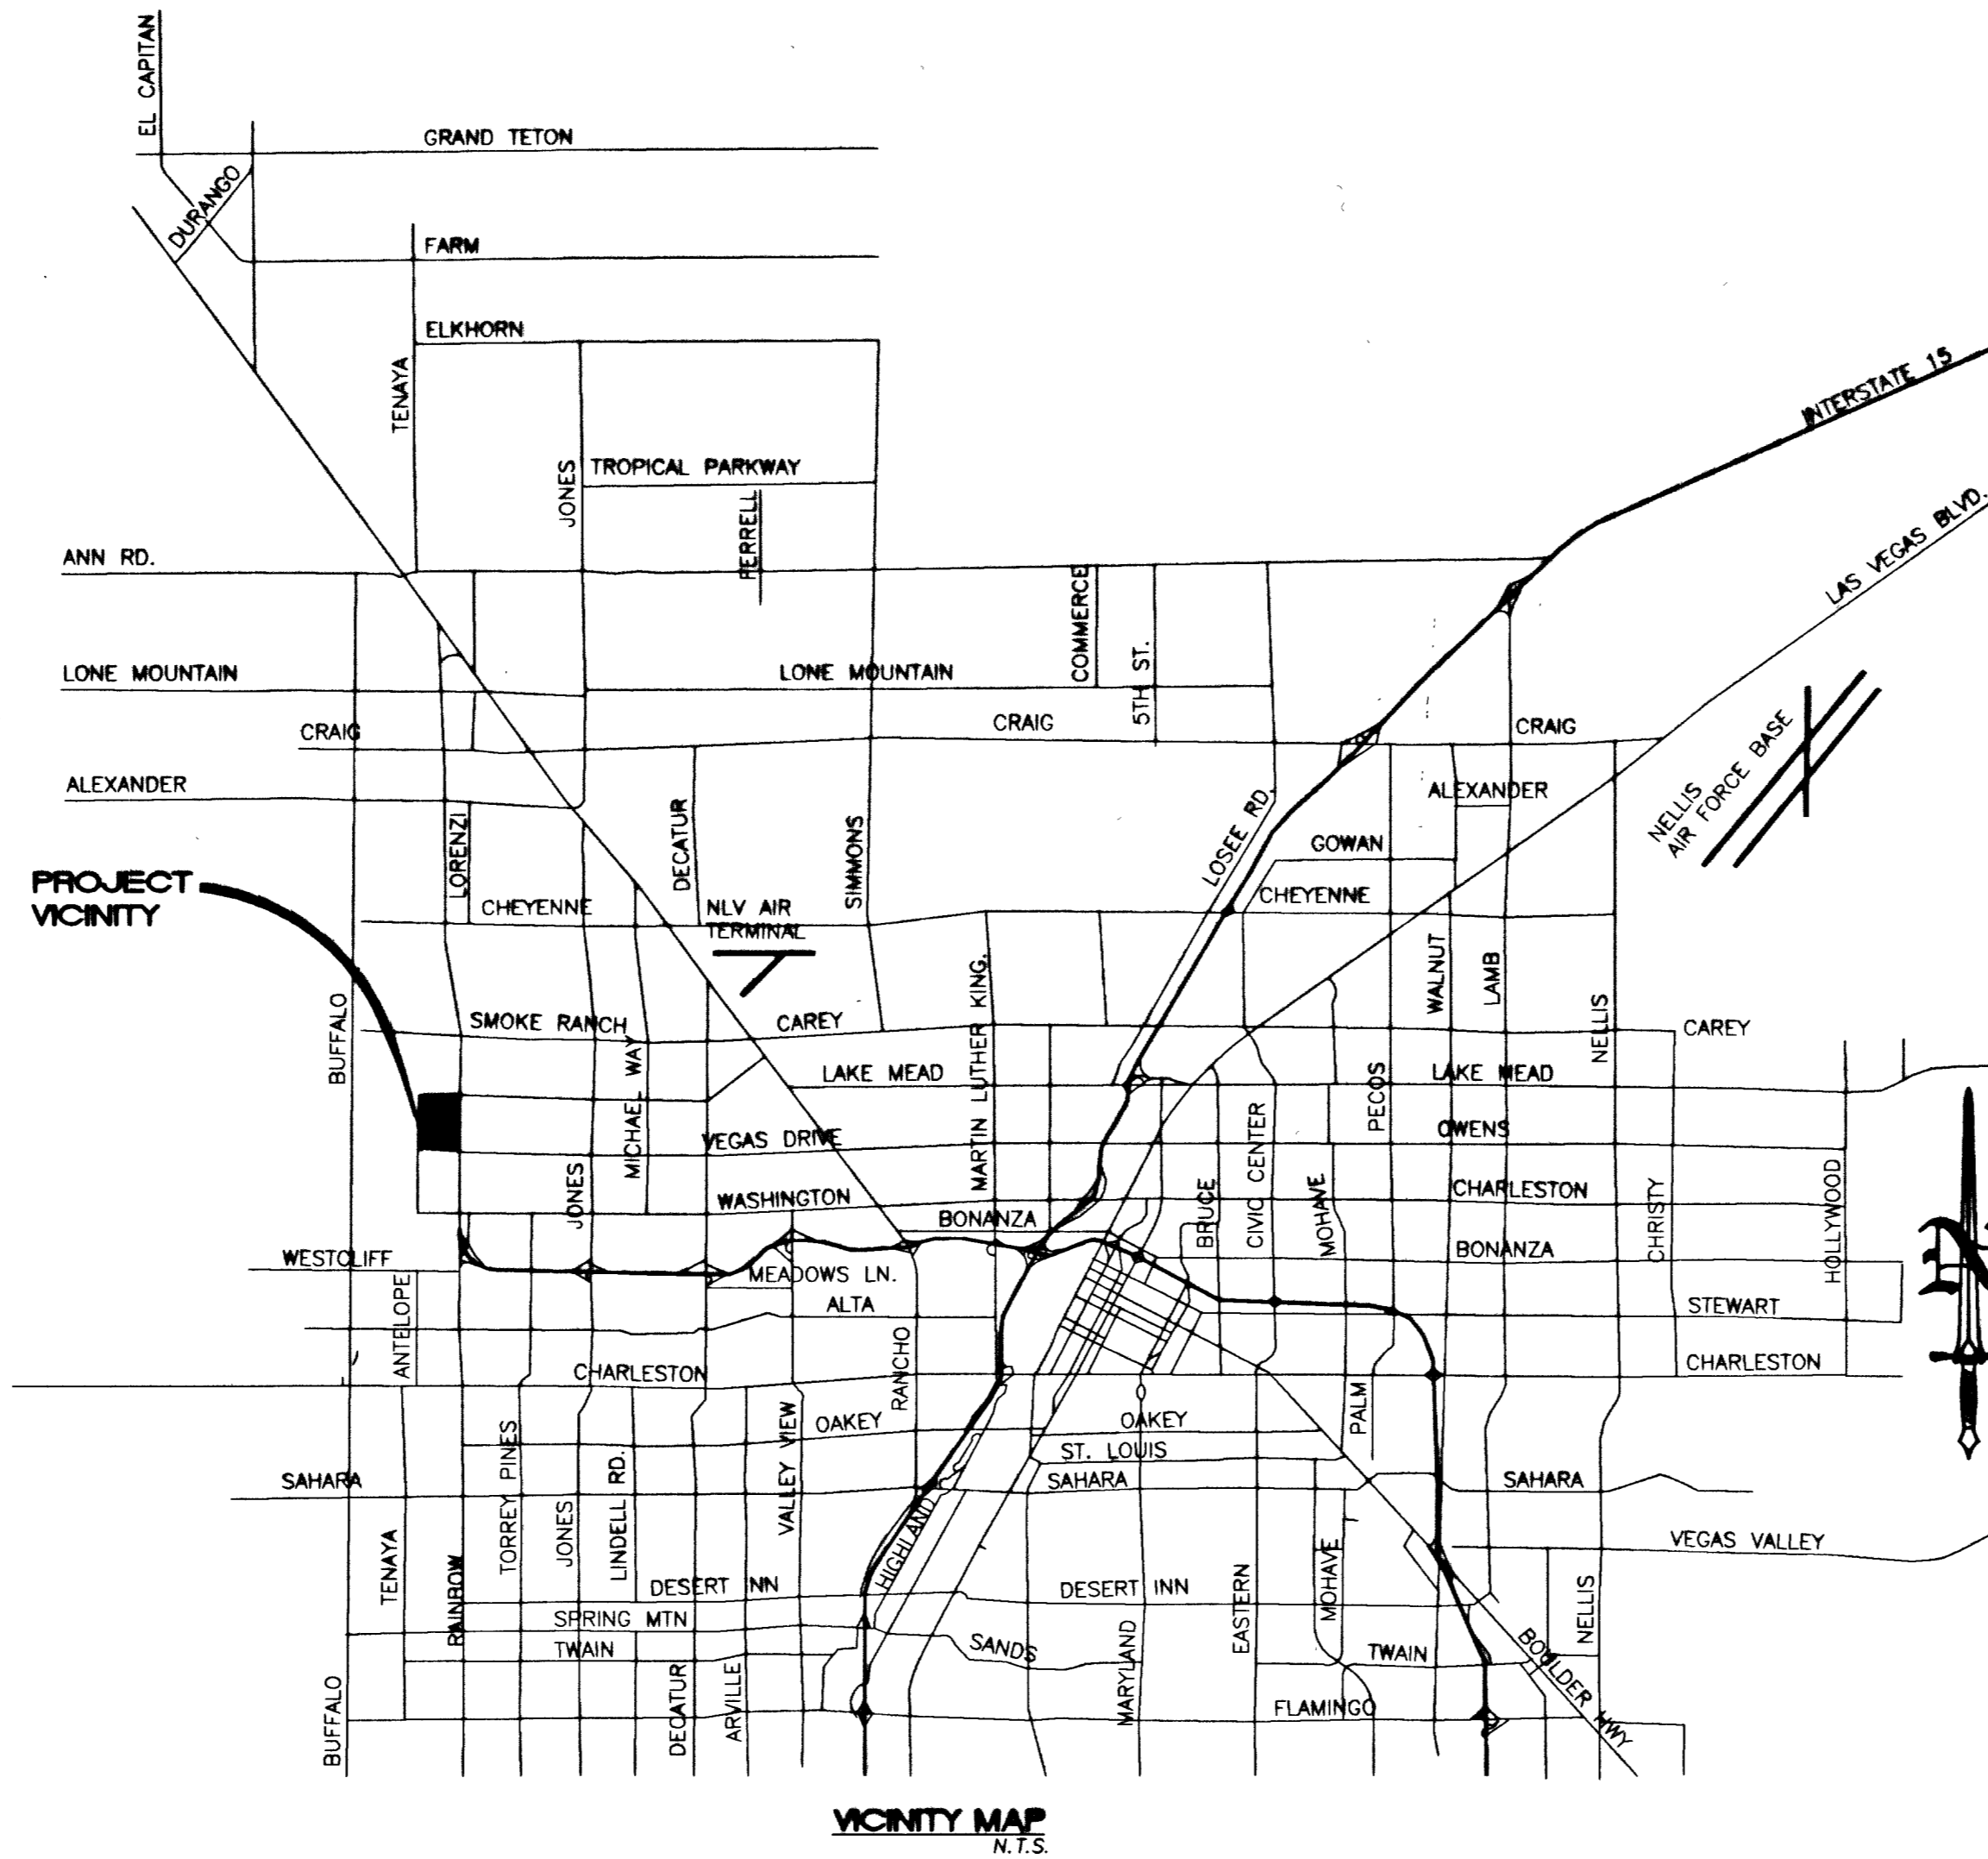 EL CAPITAN
GRAND TETON
DURANGO
FARM
ELKHORN
TENAYA
INTERSTATE 15
JONES
TROPICAL PARKWAY
PERRELL
LAS VEGAS BLVD.
ANN RD.
COMMERCE
5TH ST.
LONE MOUNTAIN
LONE MOUNTAIN
CRAIG
CRAIG
CRAIG
NELLIS
AIR FORCE BASE
ALEXANDER
ALEXANDER
LORENZI
DECATUR
SIMMONS
LOSEE RD.
GOWAN
PROJECT
VICINITY
CHEYENNE
NLV AIR
TERMINAL
CHEYENNE
BUFFALO
SMOKE RANCH
CAREY
MARTIN LUTHER KING.
WALNUT
LAMB
NELLIS
CAREY
MICHAEL WAY
LAKE MEAD
PECOS
LAKE MEAD
VEGAS DRIVE
CIVIC CENTER
OWENS
JONES
WASHINGTON
BRUCE
MOHAVE
CHARLESTON
CHRISTY
HOLLYWOOD
BONANZA
BONANZA
WESTCLIFF
MEADOWS LN.
ANTELOPE
ALTA
STEWART
RANCHO
CHARLESTON
CHARLESTON
TORREY PINES
VALLEY VIEW
OAKEY
OAKEY
PALM
LINDELL RD.
ST. LOUIS
SAHARA
SAHARA
SAHARA
TENAYA
RAINBOW
JONES
HIGHLAND
MOHAVE
VEGAS VALLEY
DESERT INN
DESERT INN
EASTERN
NELLIS
SPRING MTN
TWAIN
SANDS
MARYLAND
TWAIN
BOULDER HWY
BUFFALO
DECATUR
ARVILLE
FLAMINGO
VICINITY MAP
N.T.S.